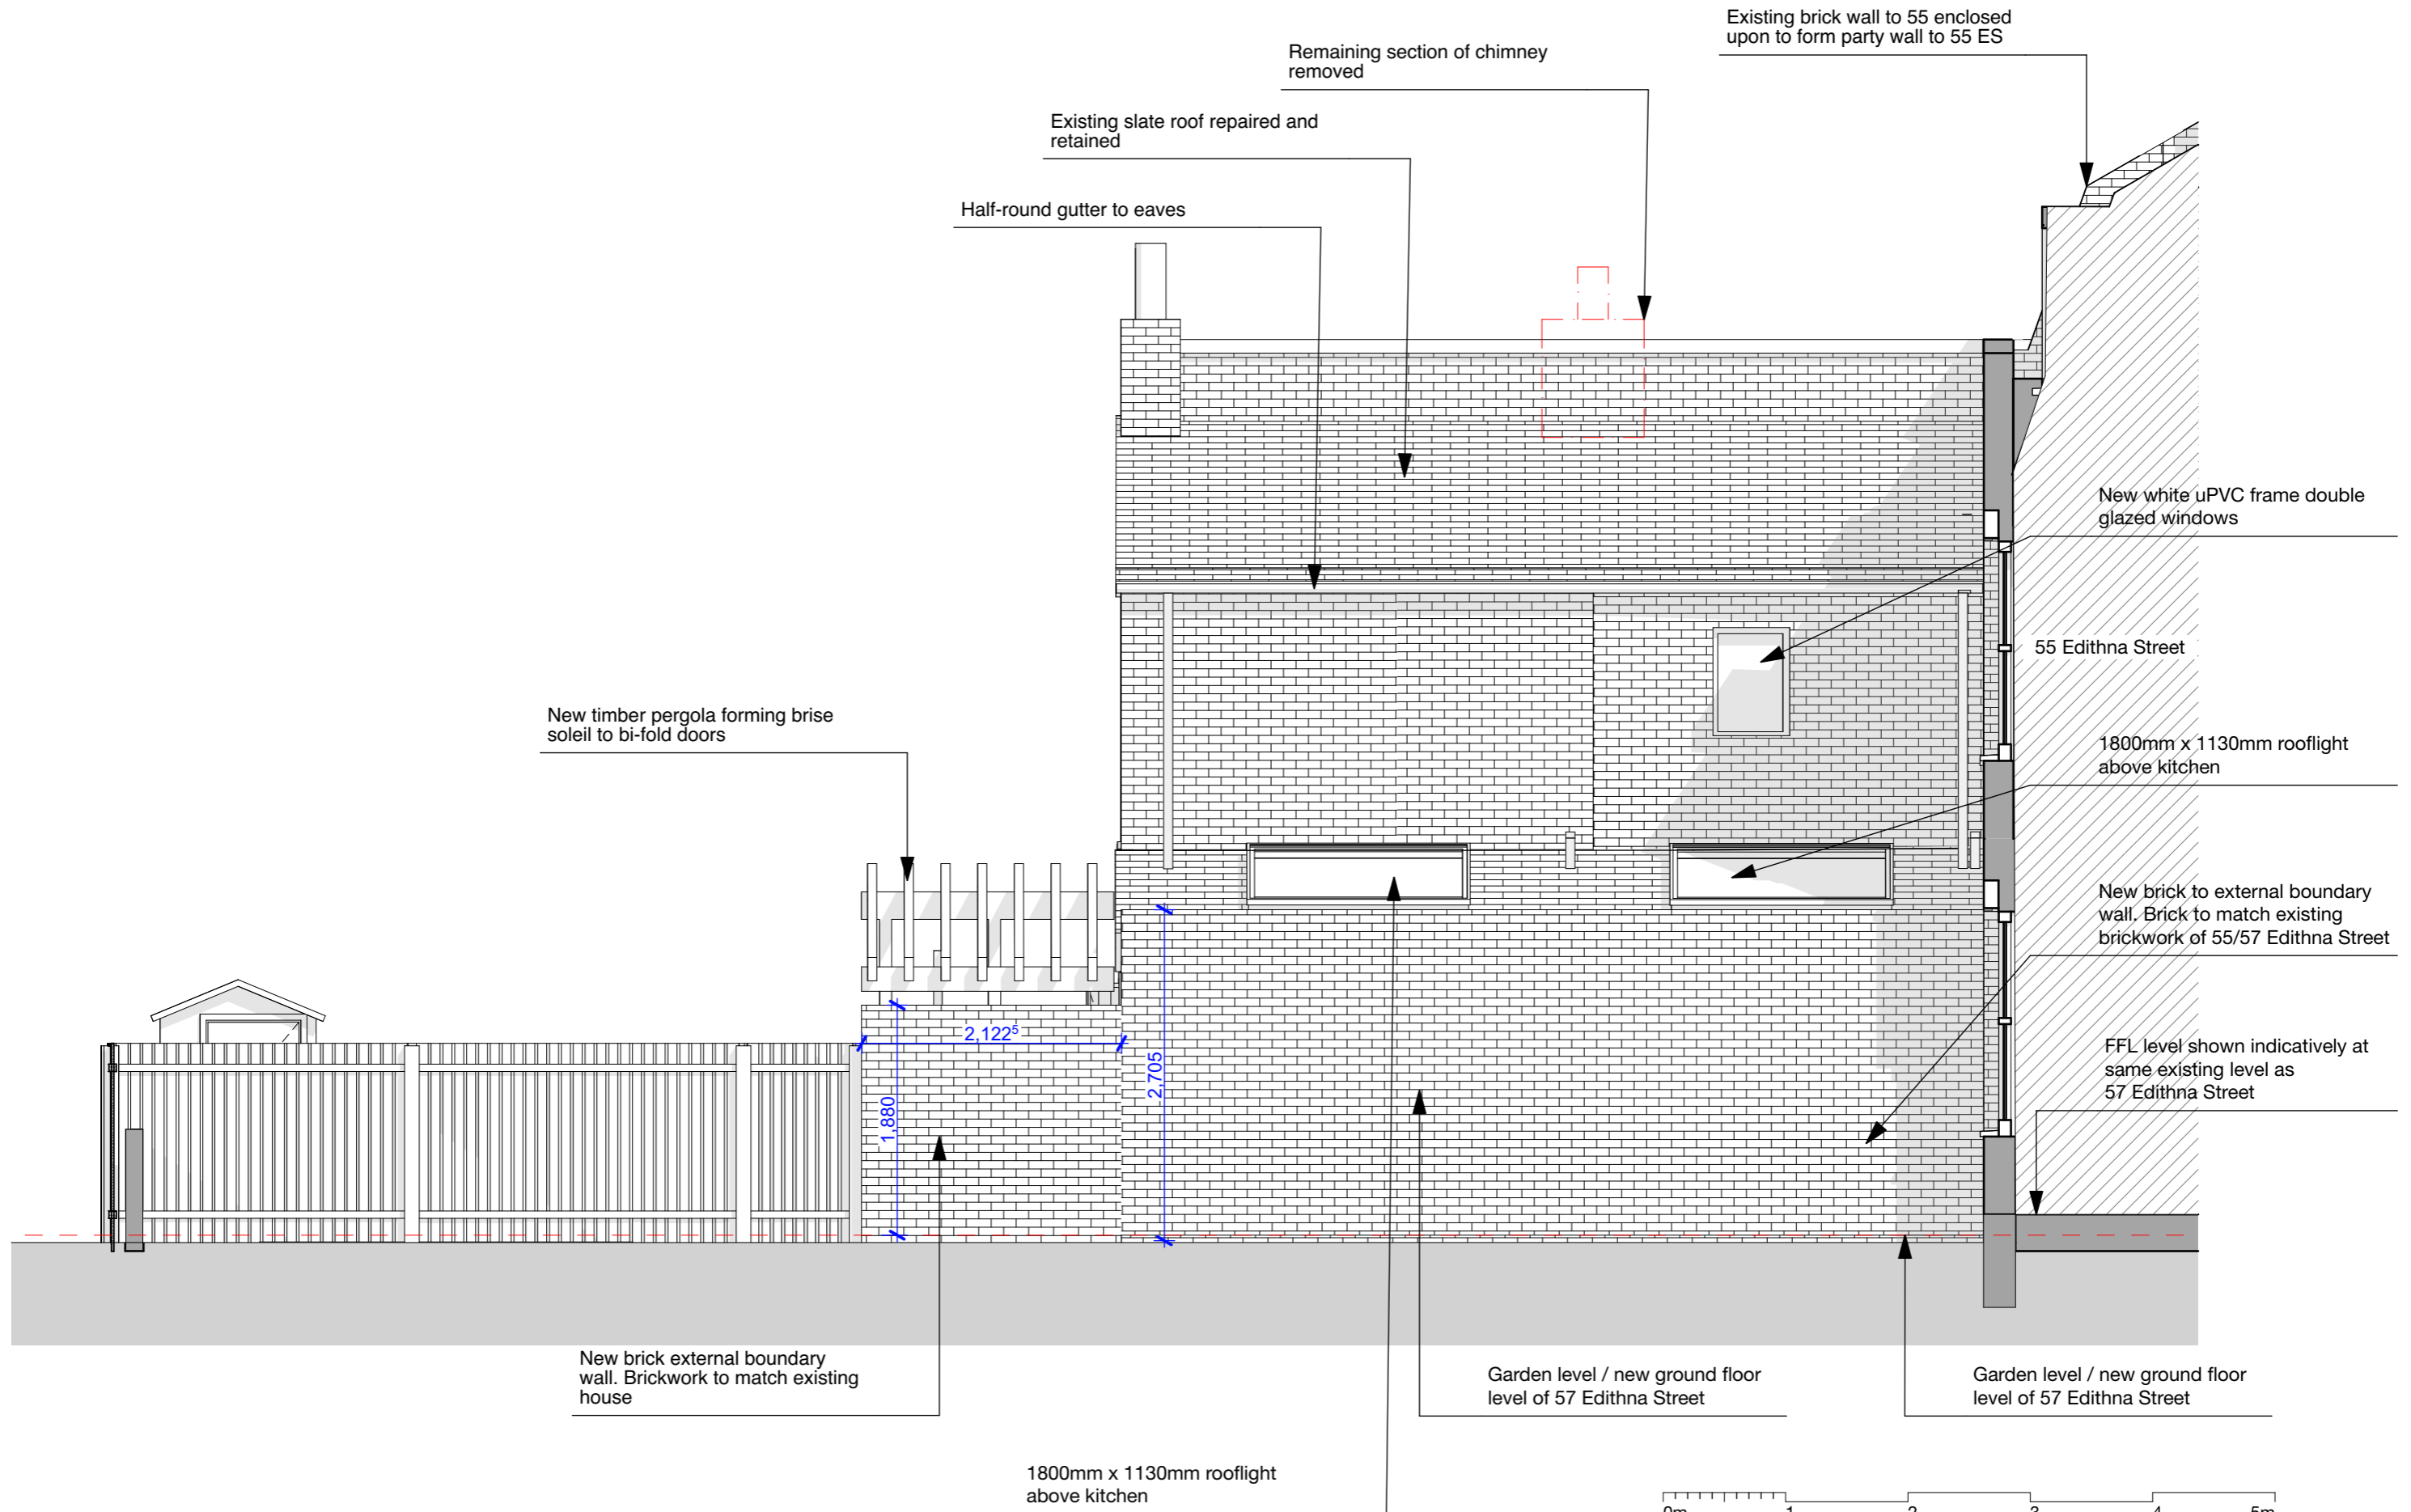 Existing brick wall to 55 enclosed
upon to form party wall to 55 ES
Remaining section of chimney
removed
Existing slate roof repaired and
retained
Half-round gutter to eaves
New white uPVC frame double
glazed windows
55 Edithna Street
New timber pergola forming brise
soleil to bi-fold doors
1800mm x 1130mm rooflight
above kitchen
New brick to external boundary
wall. Brick to match existing
brickwork of 55/57 Edithna Street
2,122⁵
2,705
1,880
FFL level shown indicatively at
same existing level as
57 Edithna Street
New brick external boundary
wall. Brickwork to match existing
house
Garden level / new ground floor
level of 57 Edithna Street
Garden level / new ground floor
level of 57 Edithna Street
1800mm x 1130mm rooflight
above kitchen
0m 1 2 3 4 5m